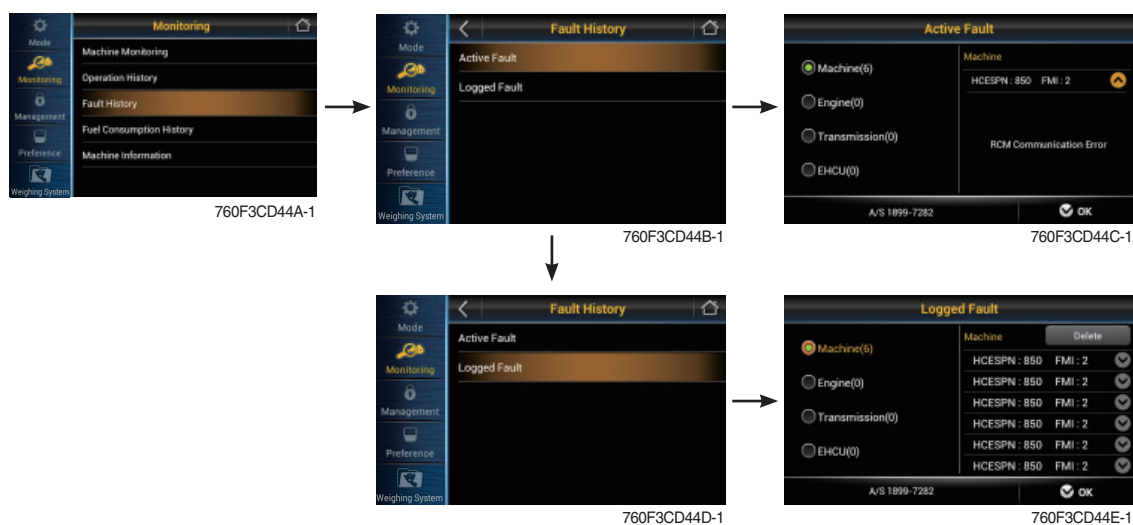 Monitoring
Mode
Monitoring
Management
Preference
Weighing System
Machine Monitoring
Operation History
Fault History
Fuel Consumption History
Machine Information
760F3CD44A-1
Fault History
Mode
Monitoring
Management
Preference
Weighing System
Active Fault
Logged Fault
760F3CD44B-1
Active Fault
Machine(6)
Engine(0)
Transmission(0)
EHCU(0)
Machine
HCESPN : 850 FMI : 2
RCM Communication Error
A/S 1899-7282
OK
760F3CD44C-1
Fault History
Mode
Monitoring
Management
Preference
Weighing System
Active Fault
Logged Fault
760F3CD44D-1
Logged Fault
Machine(6)
Engine(0)
Transmission(0)
EHCU(0)
Machine Delete
HCESPN : 850 FMI : 2
HCESPN : 850 FMI : 2
HCESPN : 850 FMI : 2
HCESPN : 850 FMI : 2
HCESPN : 850 FMI : 2
HCESPN : 850 FMI : 2
A/S 1899-7282
OK
760F3CD44E-1